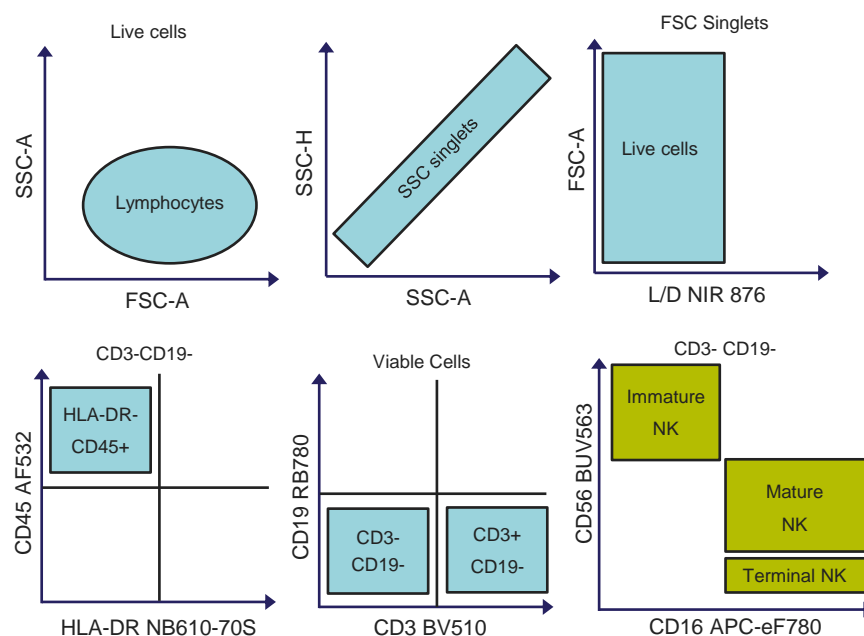 Live cells
SSC-A
Lymphocytes
FSC-A
SSC-H
SSC singlets
SSC-A
FSC Singlets
FSC-A
Live cells
L/D NIR 876
CD3-CD19-
CD45 AF532
HLA-DR-
CD45+
HLA-DR NB610-70S
Viable Cells
CD19 RB780
CD3-
CD19-
CD3+
CD19-
CD3 BV510
CD3- CD19-
CD56 BUV563
Immature
NK
Mature
NK
Terminal NK
CD16 APC-eF780